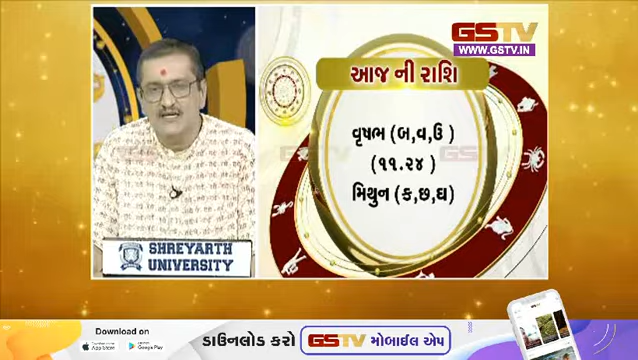 GSTV
WWW.GSTV.IN
આજ ની રાશિ
વૃષભ (બ,વ,ઉ )
(૧૧.૨૪ )
મિથુન (ક,છ,ઘ)
SHREYARTH
UNIVERSITY
Download on
App Store
Google Play
ડાઉનલોડ કરો GSTV મોબાઈલ એપ